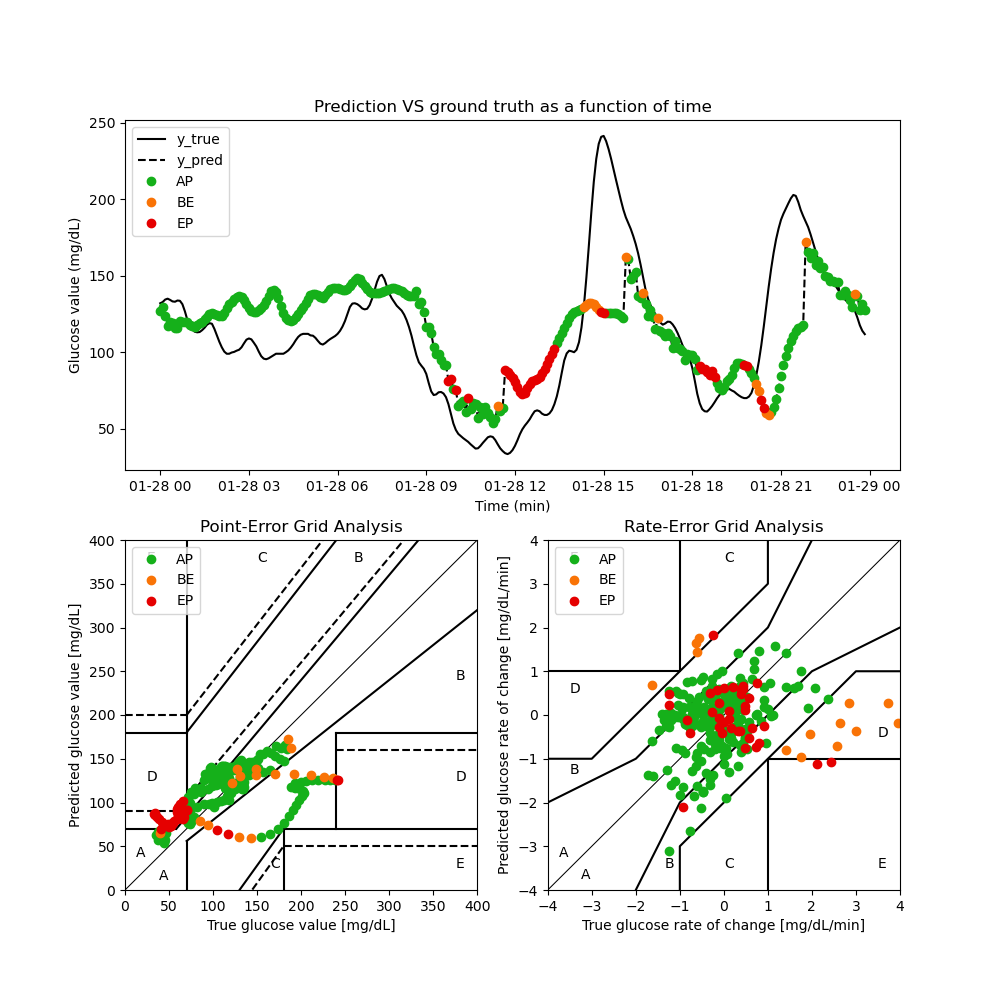 Prediction VS ground truth as a function of time
Glucose value (mg/dL)
250
200
150
100
50
y_true
y_pred
AP
BE
EP
01-28 00 01-28 03 01-28 06 01-28 09 01-28 12 01-28 15 01-28 18 01-28 21 01-29 00
Time (min)
Point-Error Grid Analysis
Predicted glucose value [mg/dL]
400
350
300
250
200
150
100
50
0
AP
BE
EP
C
B
B
D
D
A
A
C
E
0 50 100 150 200 250 300 350 400
True glucose value [mg/dL]
Rate-Error Grid Analysis
Predicted glucose rate of change [mg/dL/min]
4
3
2
1
0
−1
−2
−3
−4
AP
BE
EP
C
D
D
B
A
A
B
C
E
−4 −3 −2 −1 0 1 2 3 4
True glucose rate of change [mg/dL/min]